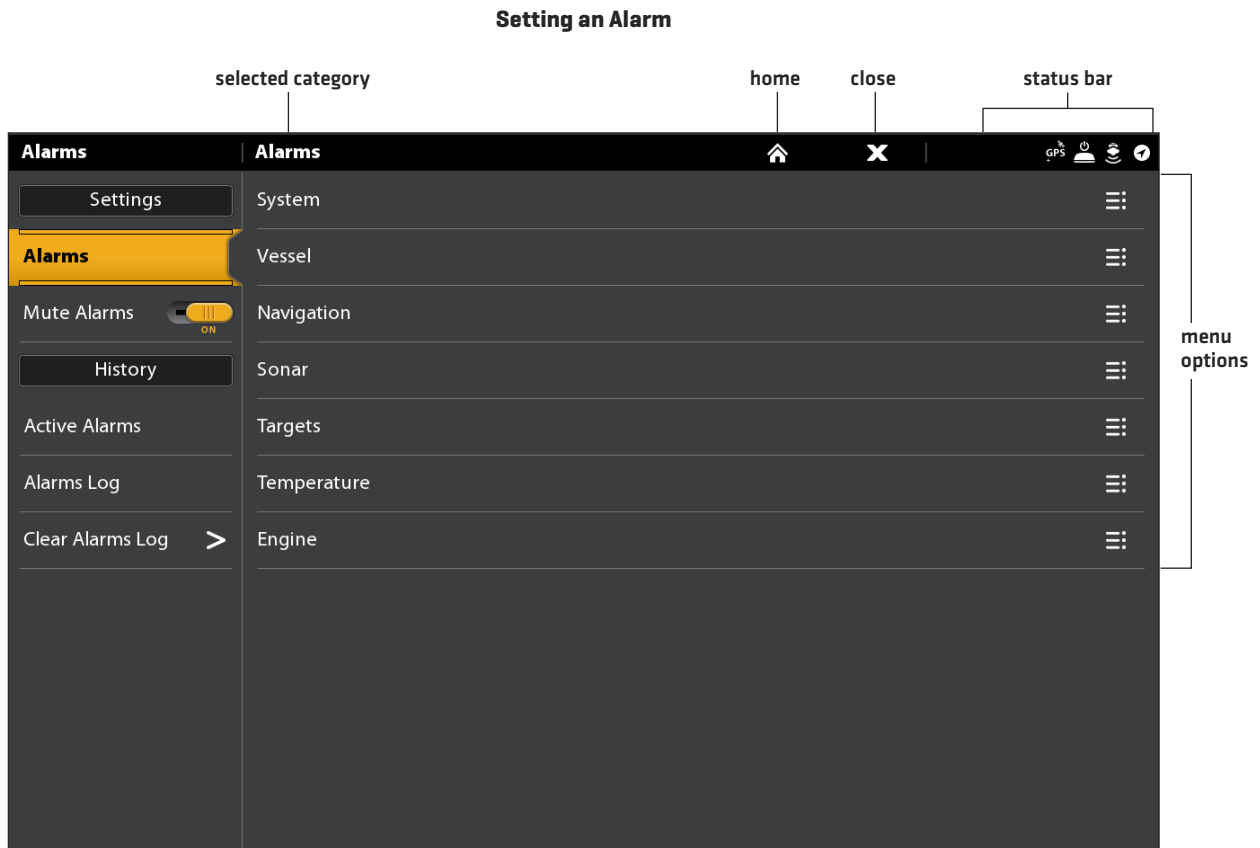 Setting an Alarm
selected category
home
close
status bar
Alarms
Alarms
GPS
Settings
System
Alarms
Vessel
Mute Alarms
ON
Navigation
menu
options
History
Sonar
Active Alarms
Targets
Alarms Log
Temperature
Clear Alarms Log
Engine